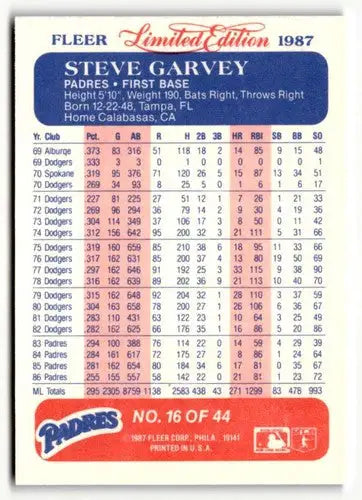 FLEER Limited Edition 1987
STEVE GARVEY
PADRES • FIRST BASE
Height 5'10", Weight 190, Bats Right, Throws Right
Born 12-22-48, Tampa, FL
Home Calabasas, CA
Yr. Club Pct. G AB R H 2B 3B HR RBI SB BB SO
69 Alburge .373 83 316 51 118 18 2 14 85 9 15 48
69 Dodgers .333 3 3 0 1 0 0 0 0 0 0
70 Spokane .319 95 376 71 120 26 5 15 87 13 34 51
70 Dodgers .269 34 93 8 25 5 0 1 6 1 6 17
71 Dodgers .227 81 225 27 51 12 1 7 26 1 21 33
72 Dodgers .269 96 294 36 79 14 2 9 30 4 19 36
73 Dodgers .304 114 349 37 106 17 3 8 50 0 11 42
74 Dodgers .312 156 642 95 200 32 3 21 111 5 31 66
75 Dodgers .319 160 659 85 210 38 6 18 95 11 33 66
76 Dodgers .317 162 631 85 200 37 4 13 80 19 50 69
77 Dodgers .297 162 646 91 192 25 3 33 115 9 38 90
78 Dodgers .316 162 639 89 202 36 9 21 113 10 40 70
79 Dodgers .315 162 648 92 204 32 1 28 110 3 37 59
80 Dodgers .304 163 658 78 200 27 1 26 106 6 36 67
81 Dodgers .283 110 431 63 122 23 1 10 64 3 25 49
82 Dodgers .282 162 625 66 176 35 1 16 86 5 20 86
83 Padres .294 100 388 76 114 22 0 14 59 4 29 39
84 Padres .284 161 617 72 175 27 2 8 86 1 24 64
85 Padres .281 162 654 80 184 34 6 17 81 0 35 67
86 Padres .255 155 557 58 142 22 0 21 81 1 23 72
ML Totals .295 2305 8759 1138 2583 438 43 271 1299 83 993
PADRES
NO. 16 OF 44
©1987 FLEER CORP., PHILA., 19141
PRINTED IN U.S.A.